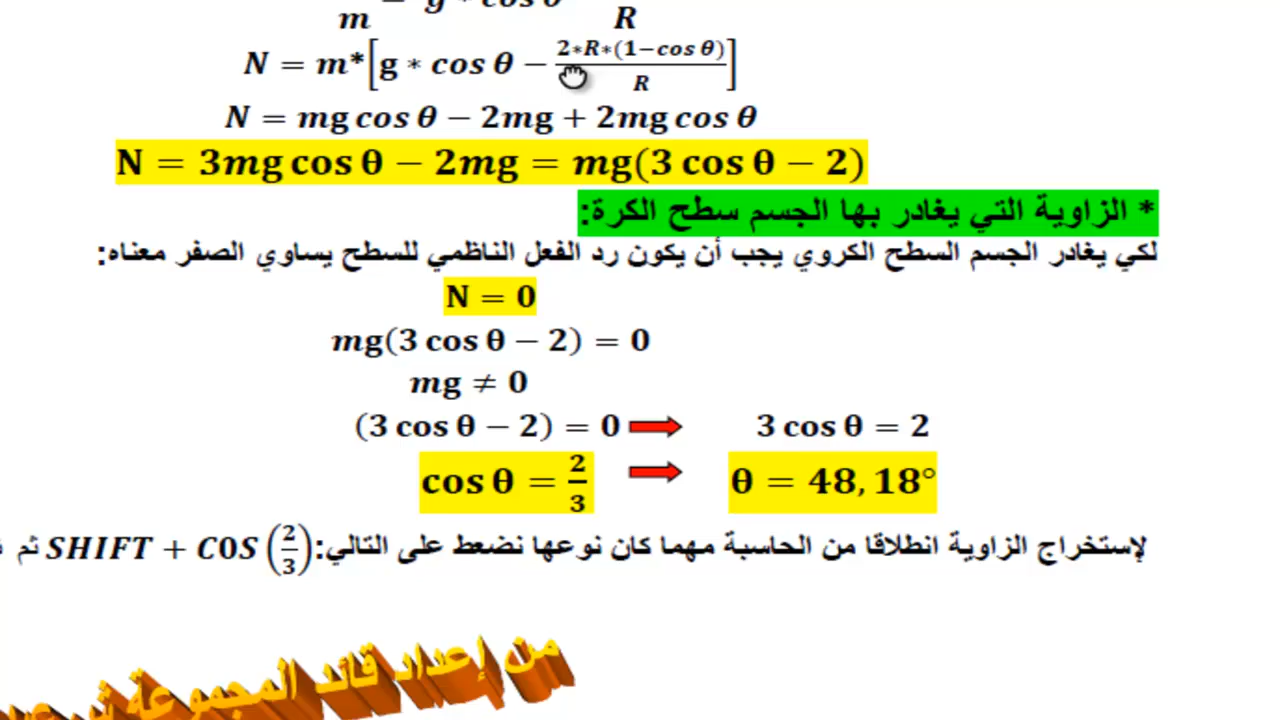 m R
N = m*[g * cos θ − 2*R*(1−cos θ)/R]
N = mg cos θ − 2mg + 2mg cos θ
N = 3mg cos θ − 2mg = mg(3 cos θ − 2)
* الزاوية التي يغادر بها الجسم سطح الكرة:
لكي يغادر الجسم السطح الكروي يجب أن يكون رد الفعل الناظمي للسطح يساوي الصفر معناه:
N = 0
mg(3 cos θ − 2) = 0
mg ≠ 0
(3 cos θ − 2) = 0 3 cos θ = 2
cos θ = 2/3 θ = 48,18°
لإستخراج الزاوية انطلاقا من الحاسبة مهما كان نوعها نضعط على التالي: SHIFT + COS (2/3) ثم
من إعداد قائد المجموعة